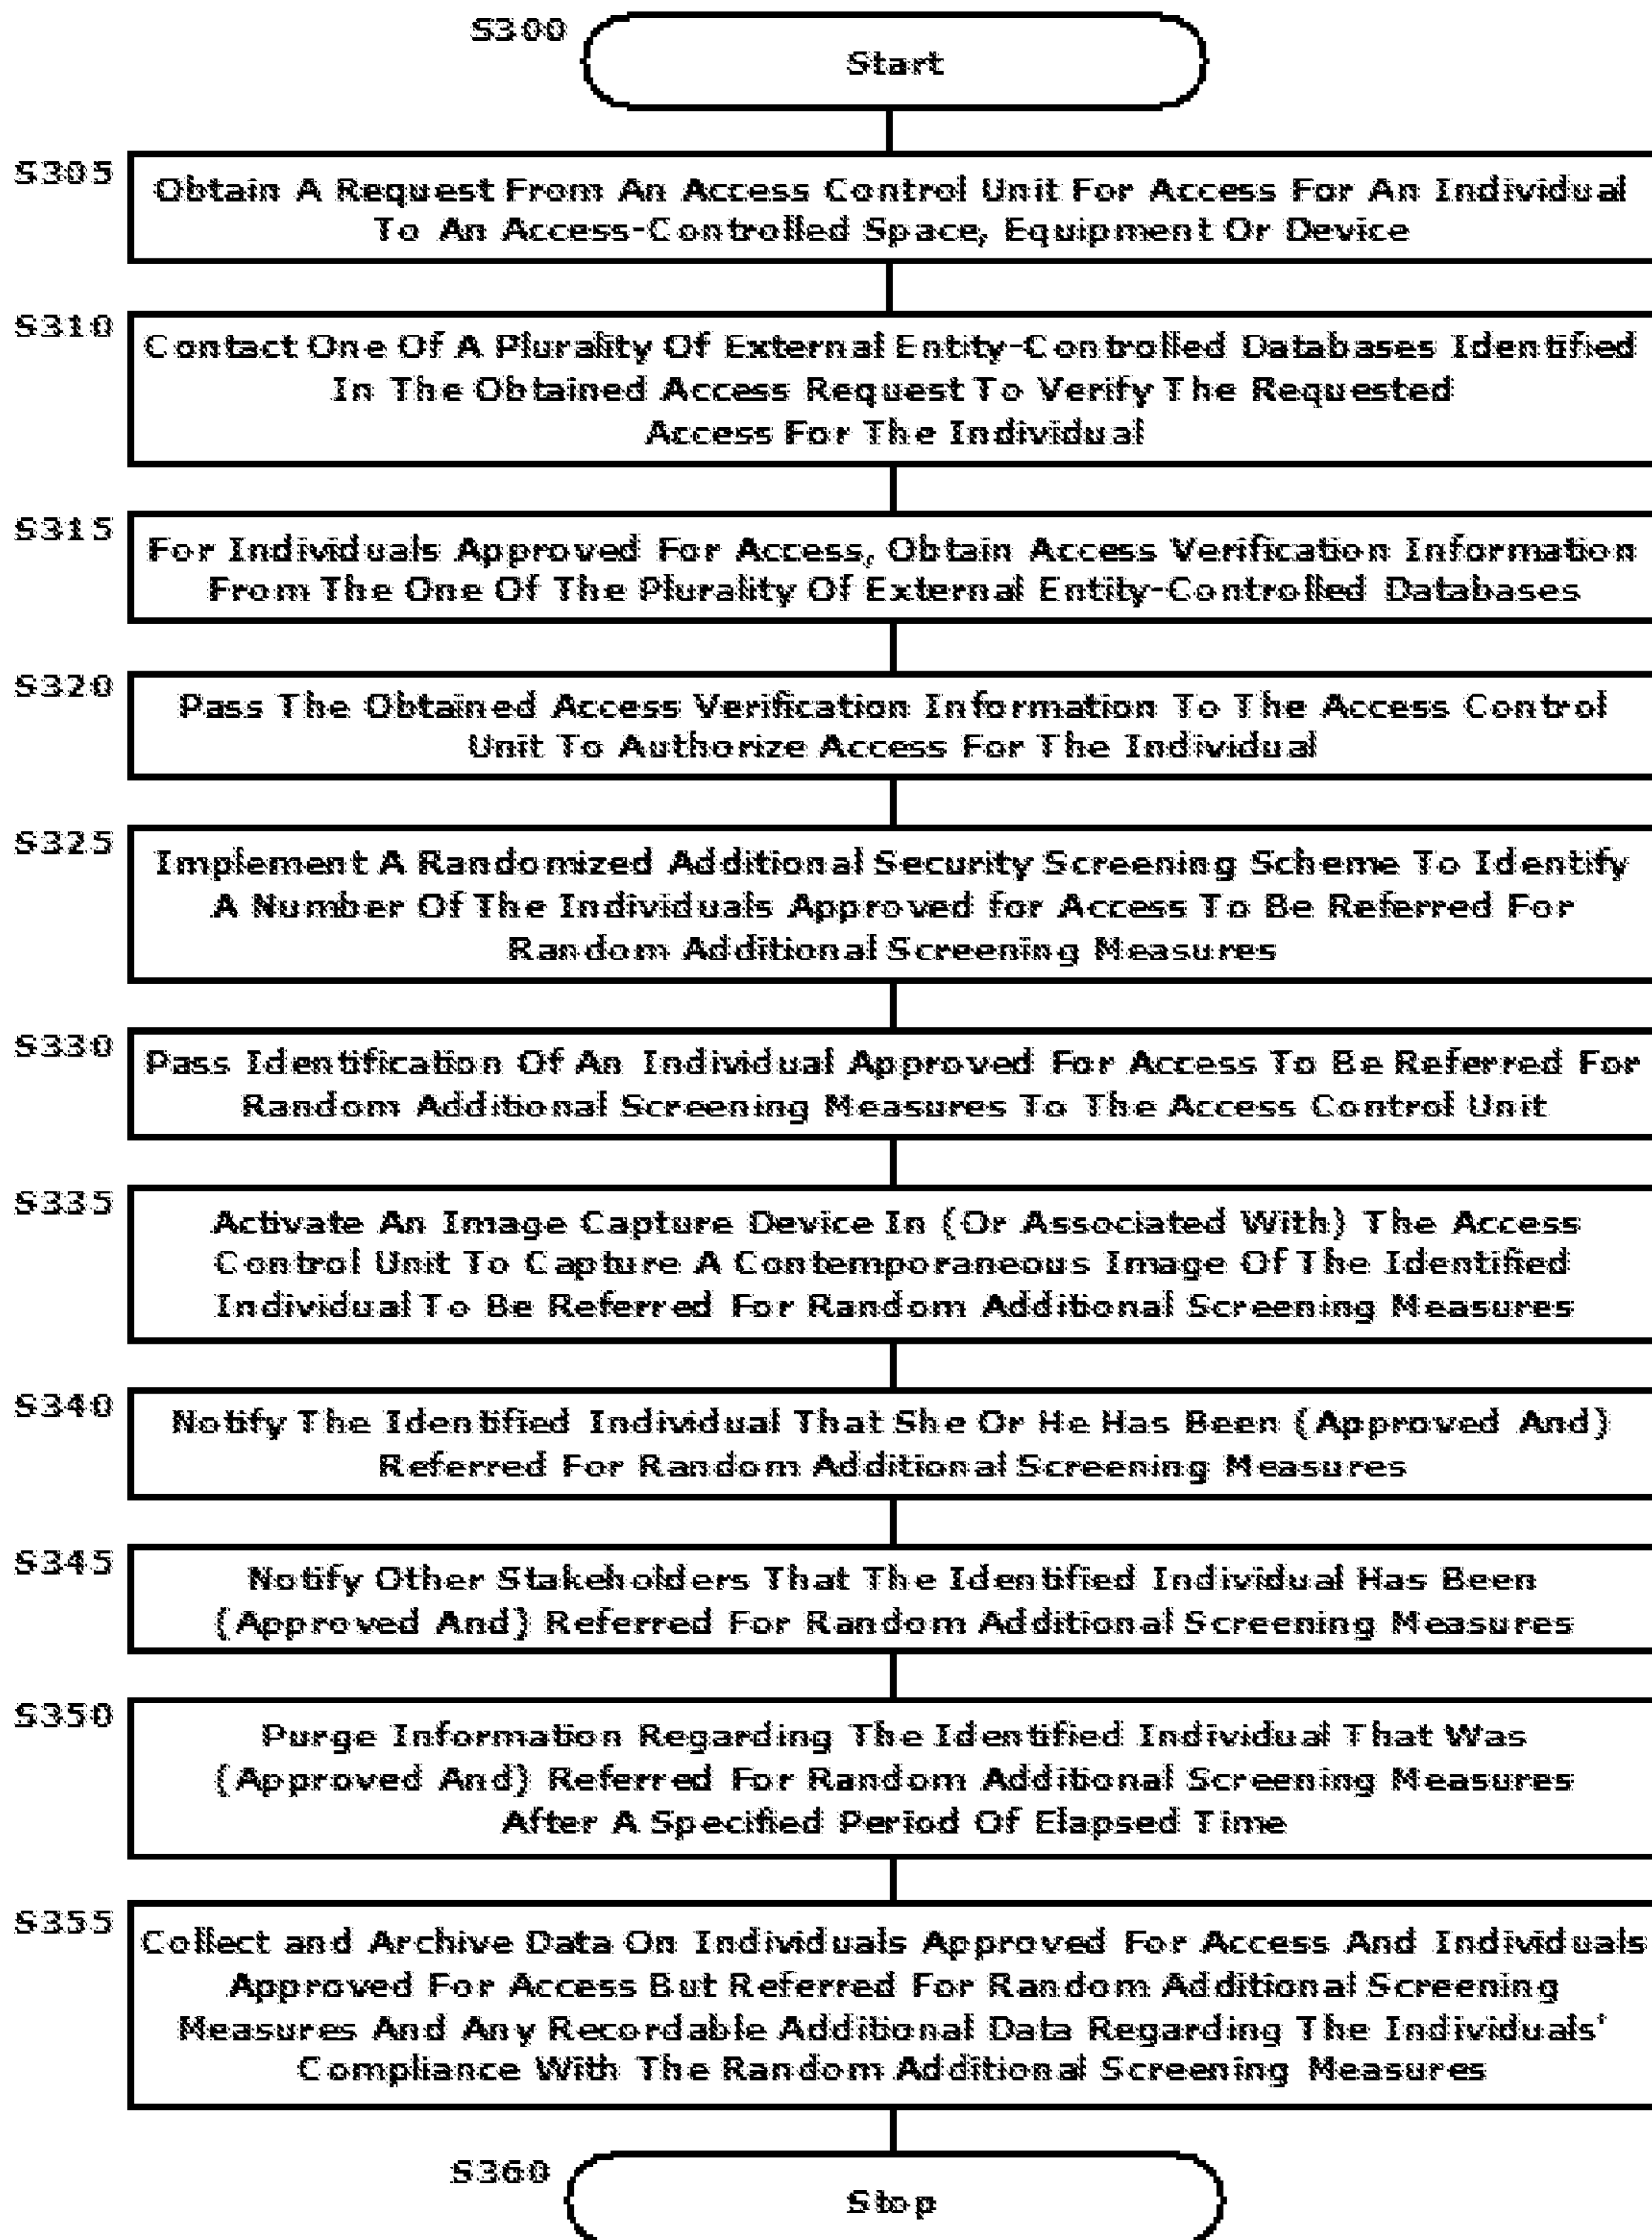 S300
Start
S305
Obtain A Request From An Access Control Unit For Access For An Individual
To An Access-Controlled Space, Equipment Or Device
S310
Contact One Of A Plurality Of External Entity-Controlled Databases Identified
In The Obtained Access Request To Verify The Requested
Access For The Individual
S315
For Individuals Approved For Access, Obtain Access Verification Information
From The One Of The Plurality Of External Entity-Controlled Databases
S320
Pass The Obtained Access Verification Information To The Access Control
Unit To Authorize Access For The Individual
S325
Implement A Randomized Additional Security Screening Scheme To Identify
A Number Of The Individuals Approved for Access To Be Referred For
Random Additional Screening Measures
S330
Pass Identification Of An Individual Approved For Access To Be Referred For
Random Additional Screening Measures To The Access Control Unit
S335
Activate An Image Capture Device In (Or Associated With) The Access
Control Unit To Capture A Contemporaneous Image Of The Identified
Individual To Be Referred For Random Additional Screening Measures
S340
Notify The Identified Individual That She Or He Has Been (Approved And)
Referred For Random Additional Screening Measures
S345
Notify Other Stakeholders That The Identified Individual Has Been
(Approved And) Referred For Random Additional Screening Measures
S350
Purge Information Regarding The Identified Individual That Was
(Approved And) Referred For Random Additional Screening Measures
After A Specified Period Of Elapsed Time
S355
Collect and Archive Data On Individuals Approved For Access And Individuals
Approved For Access But Referred For Random Additional Screening
Measures And Any Recordable Additional Data Regarding The Individuals'
Compliance With The Random Additional Screening Measures
S360
Stop